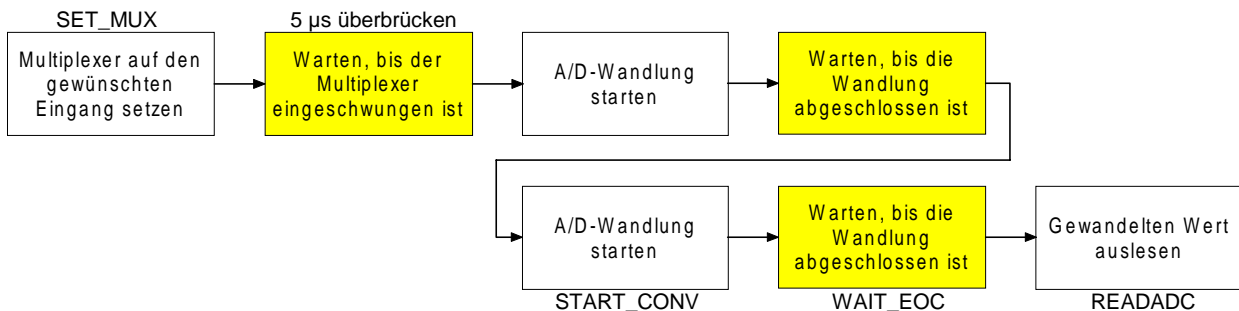 SET_MUX
5 µs überbrücken
Multiplexer auf den
gewünschten
Eingang setzen
Warten, bis der
Multiplexer
eingeschwungen ist
A/D-Wandlung
starten
Warten, bis die
Wandlung
abgeschlossen ist
A/D-Wandlung
starten
Warten, bis die
Wandlung
abgeschlossen ist
Gewandelten Wert
auslesen
START_CONV
WAIT_EOC
READADC